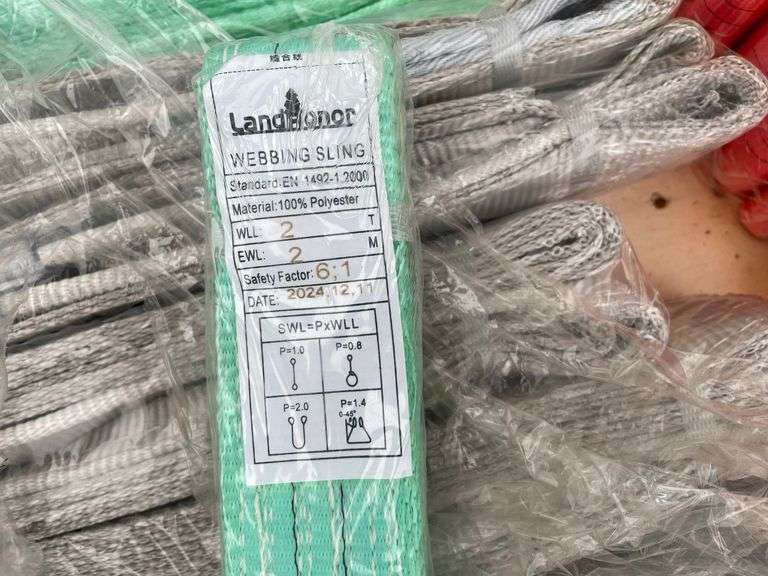 合
LandHonor
WEBBING SLING
Standard:EN 1492-1:2000
Material:100% Polyester
WLL: 2 T
EWL: 2 M
Safety Factor: 6:1
DATE: 2024.12.11
SWL=PxWLL
P=1.0 P=0.8
P=2.0 P=1.4
0-45°